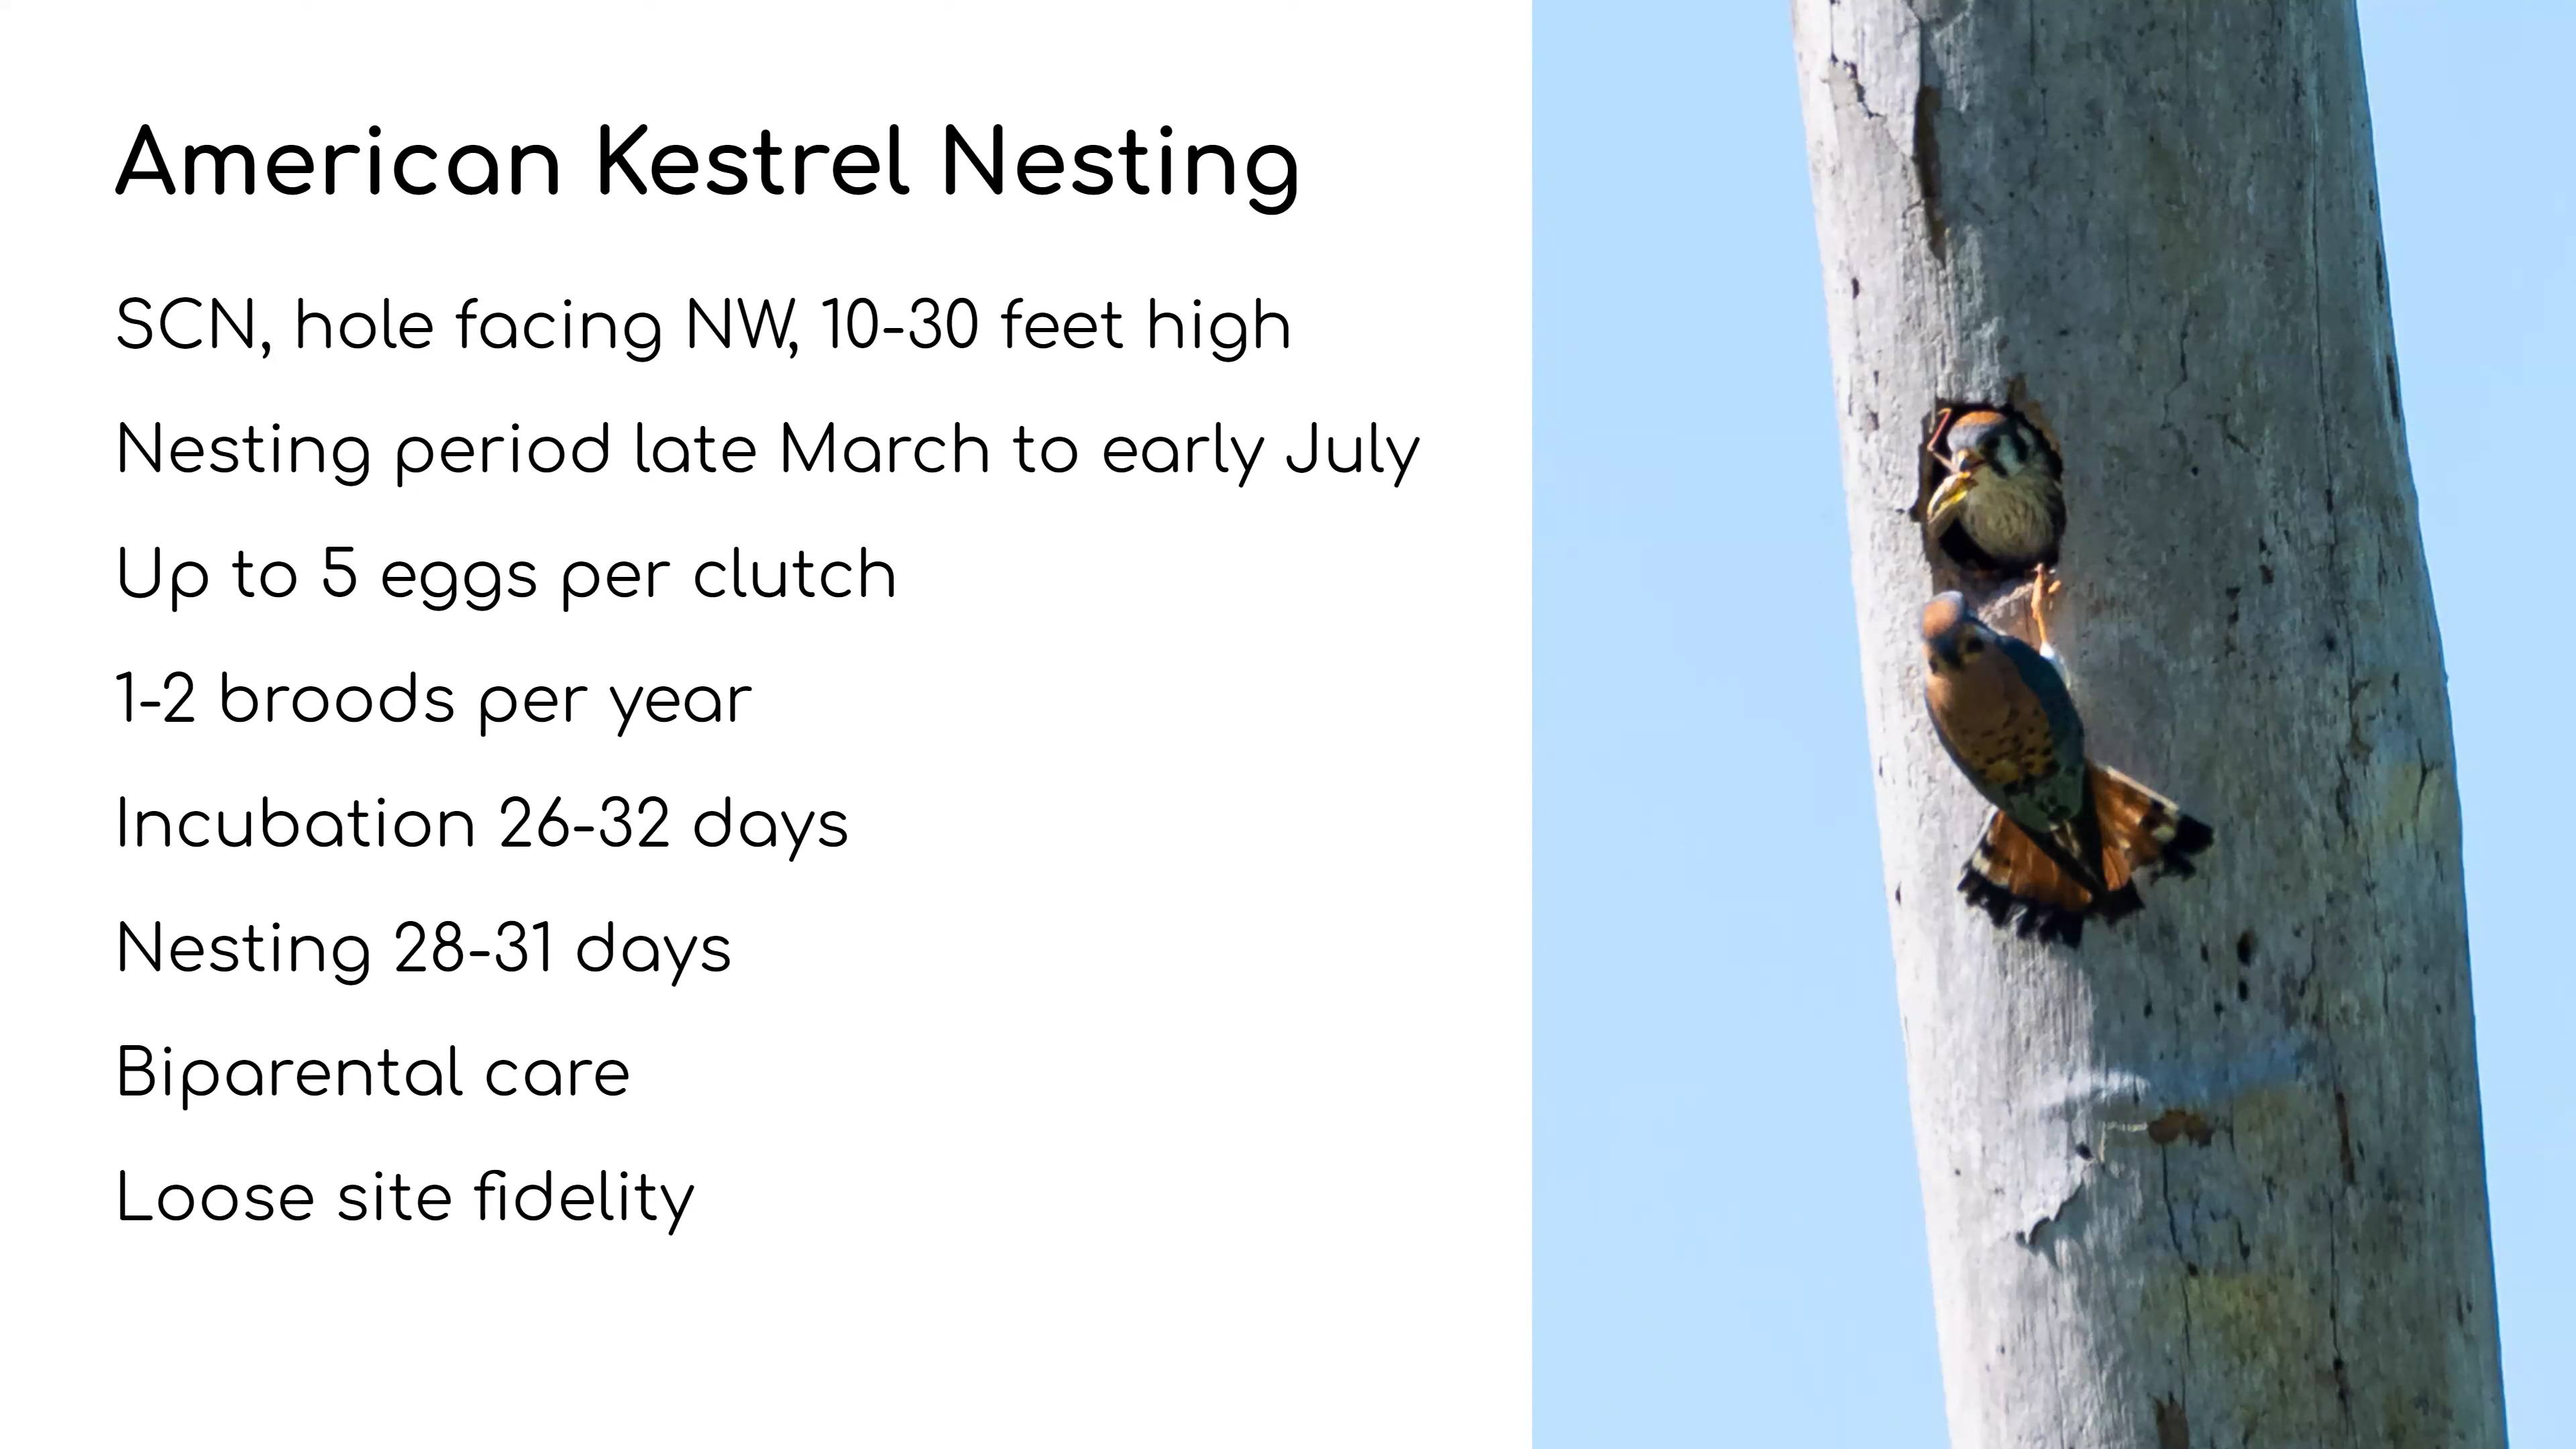 American Kestrel Nesting
SCN, hole facing NW, 10-30 feet high
Nesting period late March to early July
Up to 5 eggs per clutch
1-2 broods per year
Incubation 26-32 days
Nesting 28-31 days
Biparental care
Loose site fidelity